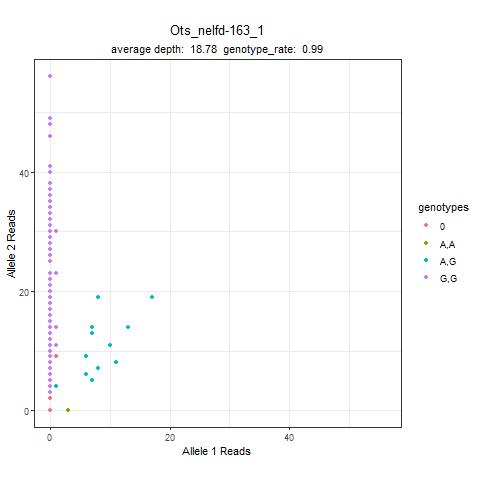 Ots_nelfd-163_1
average depth:  18.78  genotype_rate:  0.99
Allele 2 Reads
40
20
0
0 20 40
Allele 1 Reads
genotypes
0
A,A
A,G
G,G